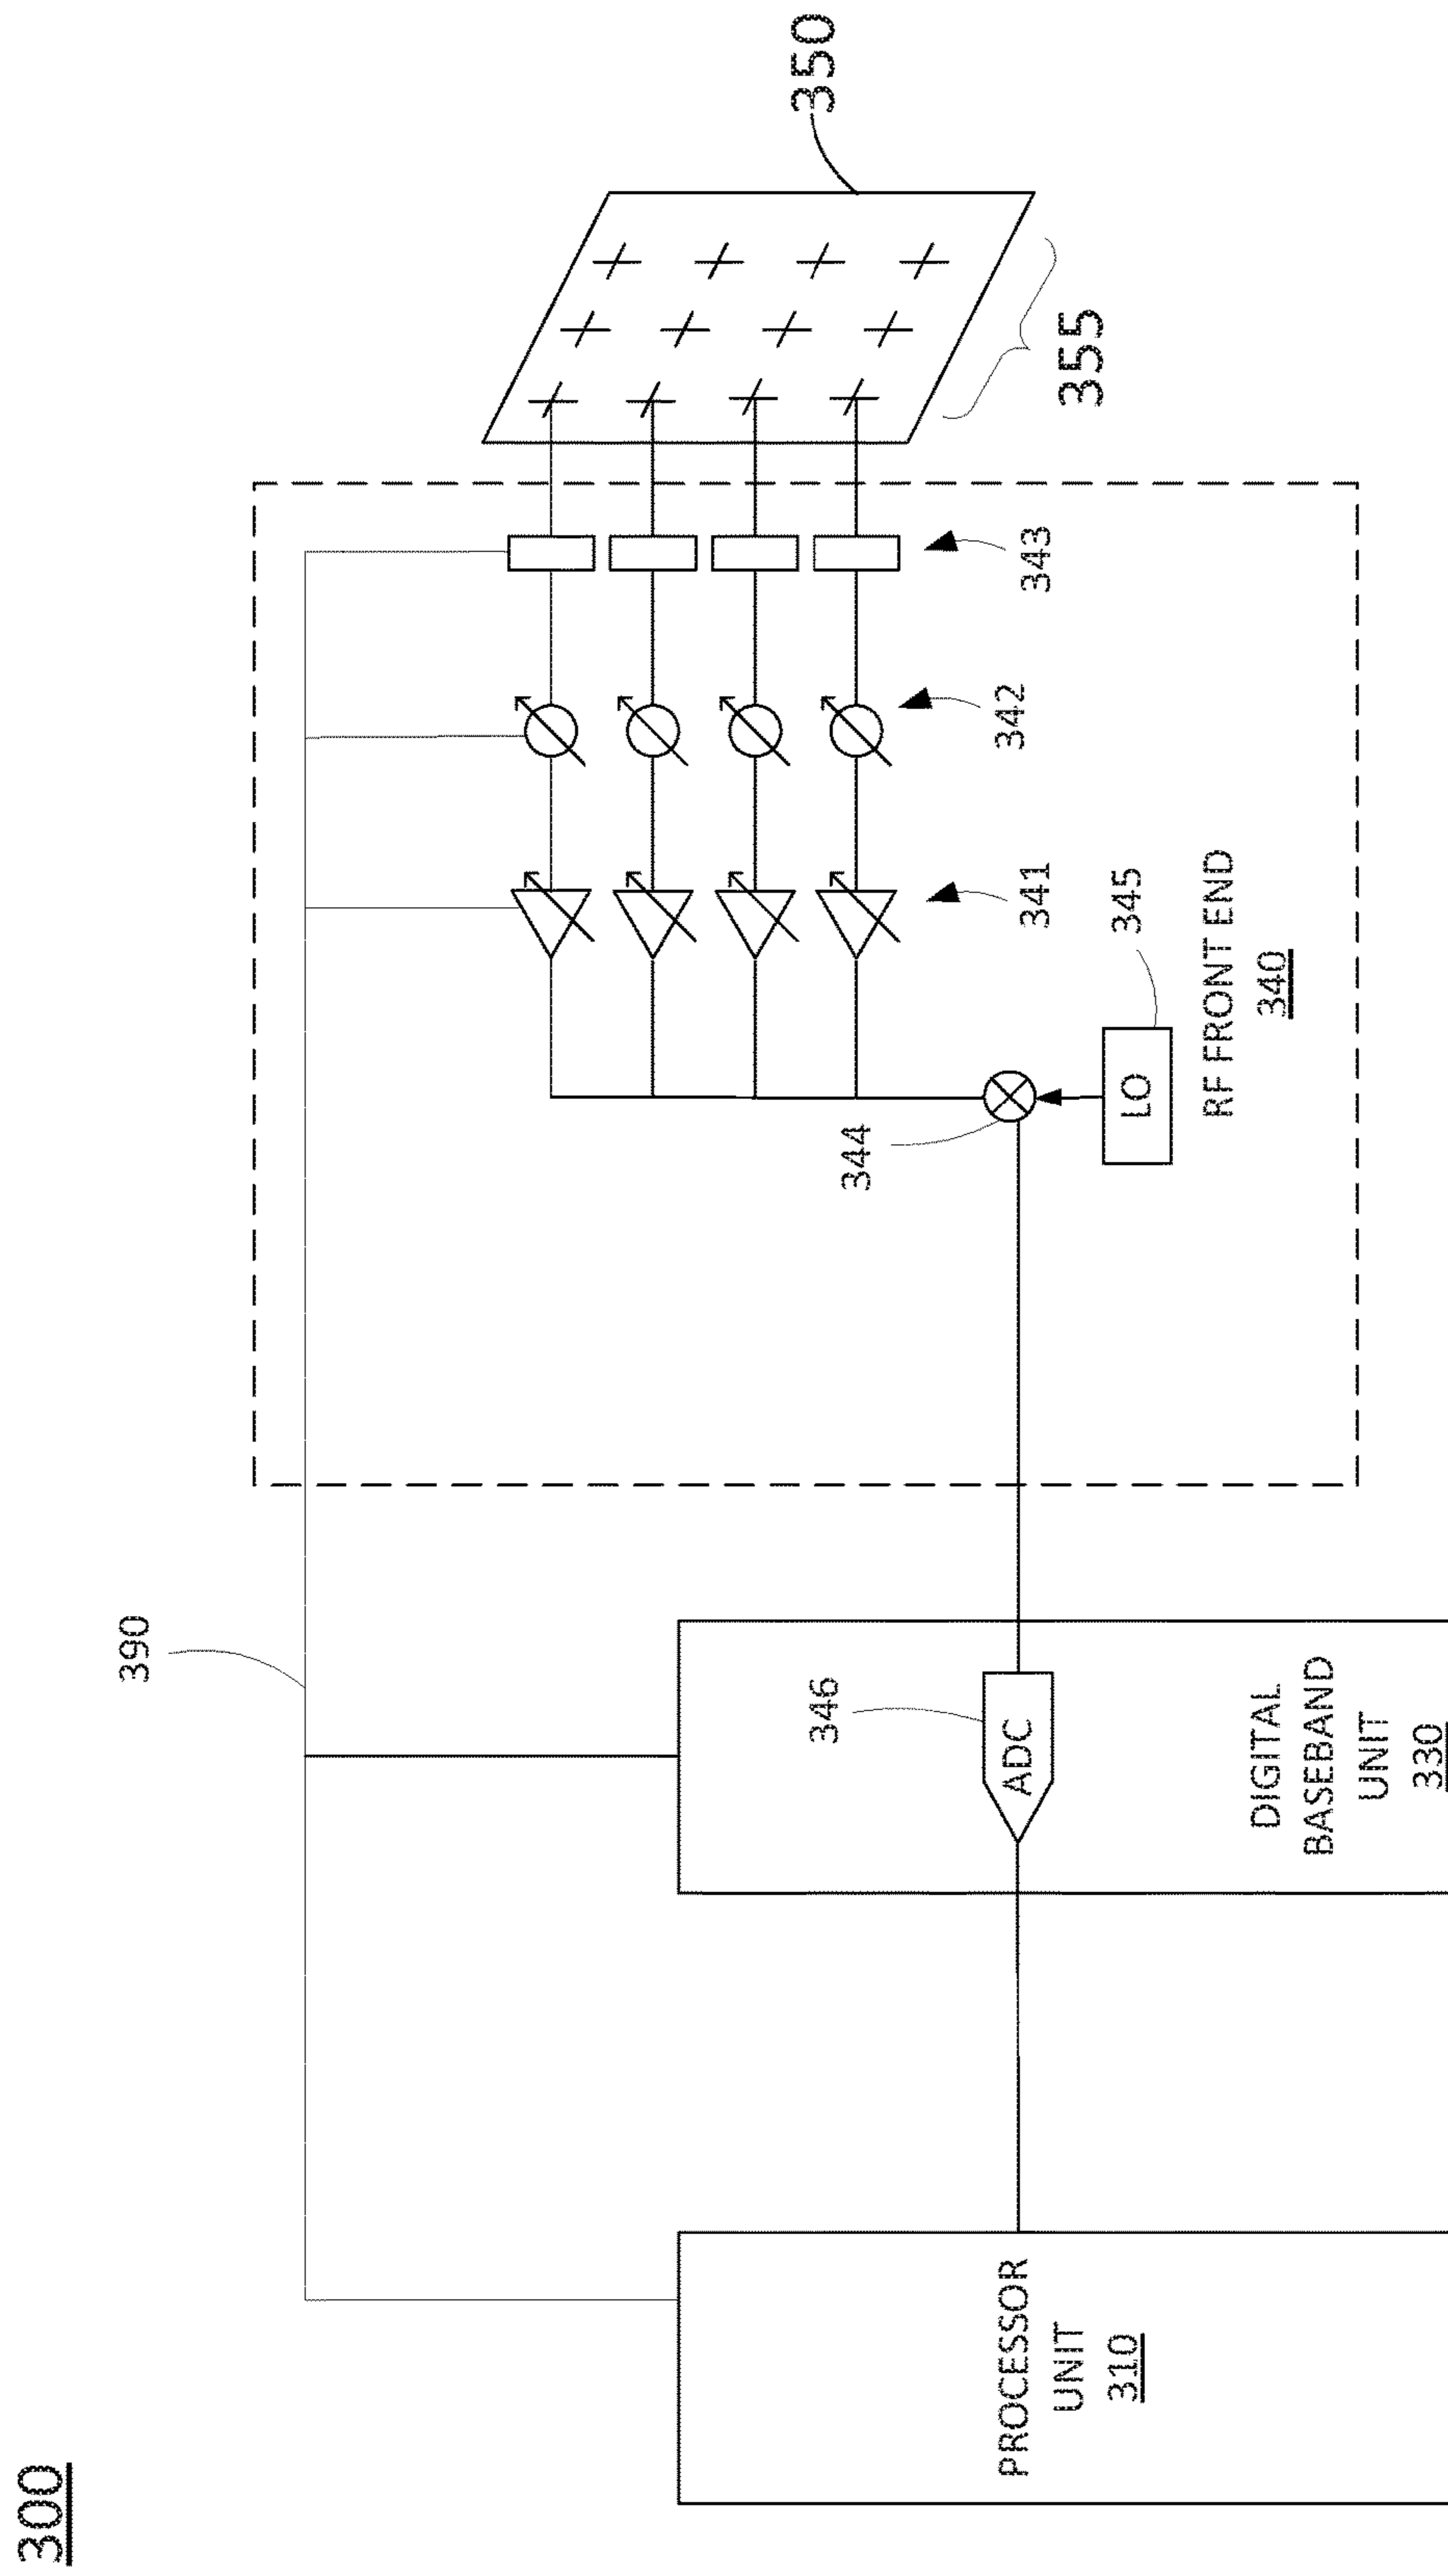 300
390
350
355
343
342
341
344
LO
345
RF FRONT END
340
346
ADC
DIGITAL
BASEBAND
UNIT
330
PROCESSOR
UNIT
310